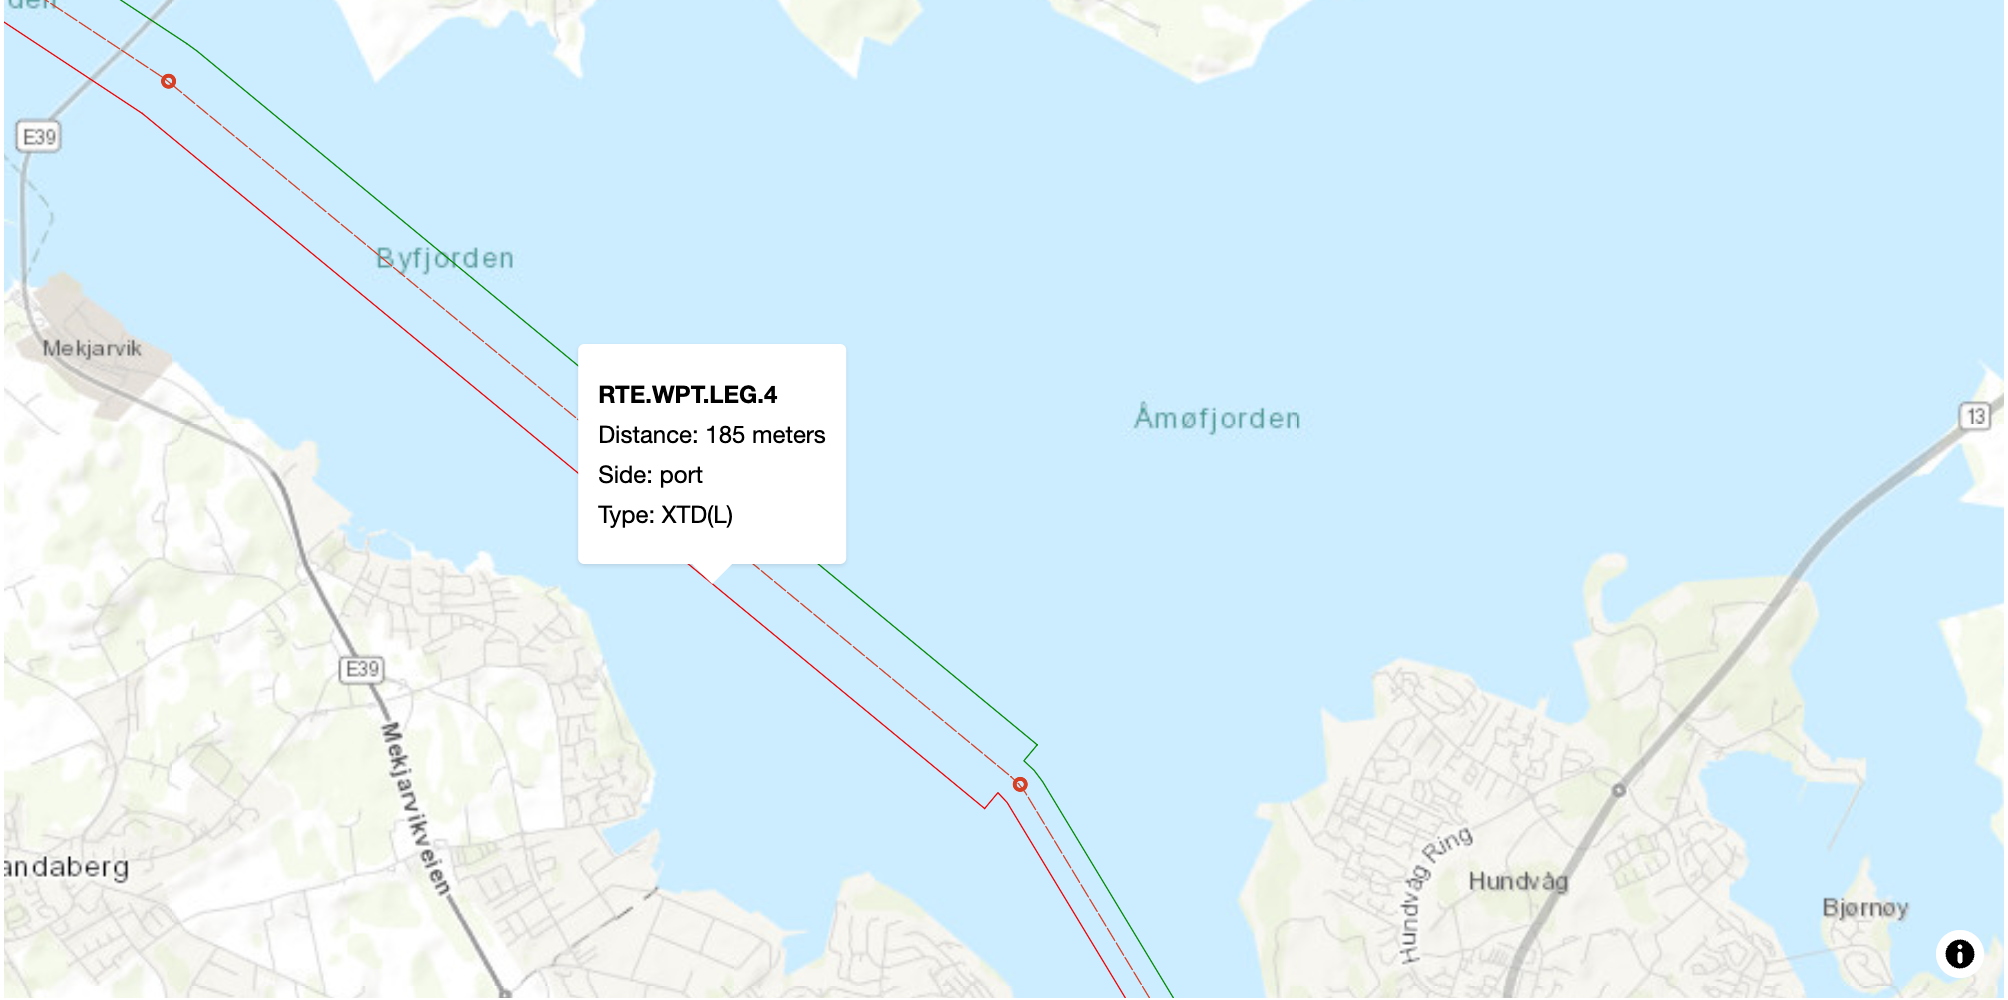 den
E39
Byfjorden
Mekjarvik
RTE.WPT.LEG.4
Distance: 185 meters
Side: port
Type: XTD(L)
Åmøfjorden
13
E39
Mekjarvikveien
andaberg
Hundvåg Ring
Hundvåg
Bjørnøy